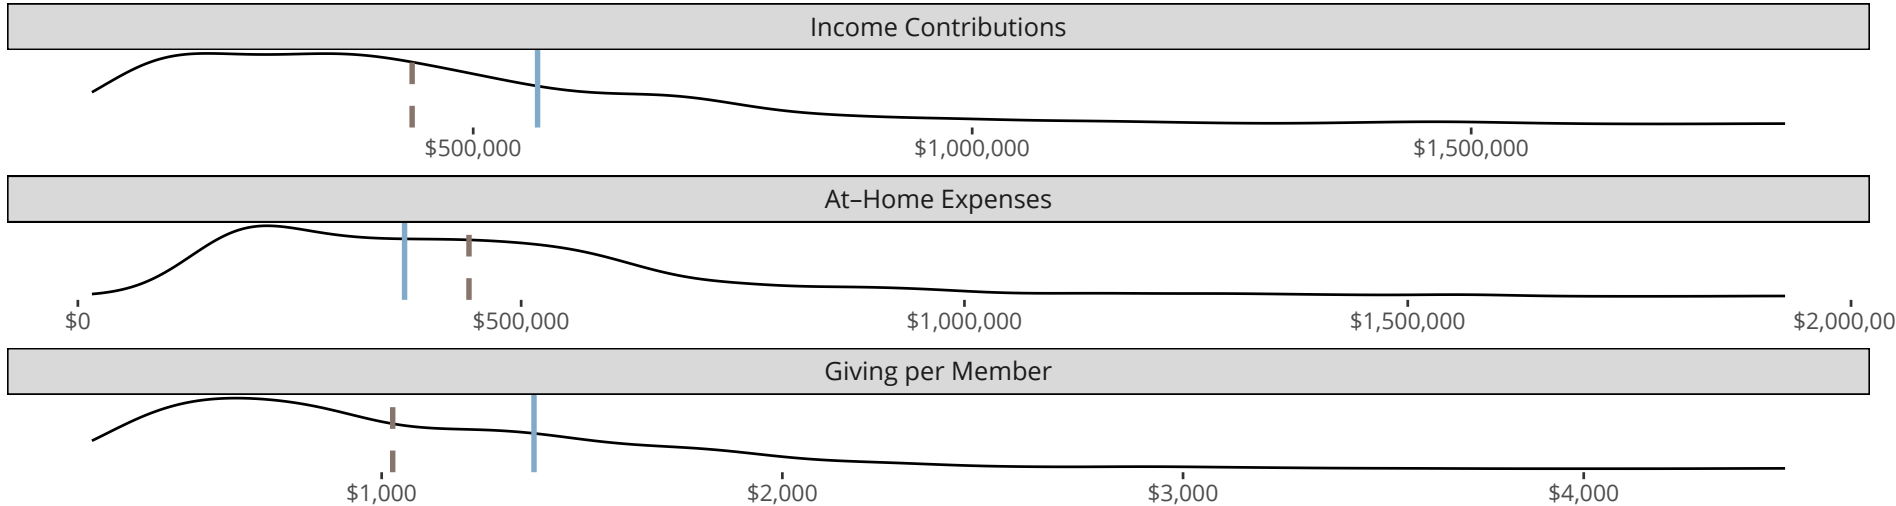 Income Contributions
$500,000 $1,000,000 $1,500,000
At–Home Expenses
$0 $500,000 $1,000,000 $1,500,000 $2,000,00
Giving per Member
$1,000 $2,000 $3,000 $4,000